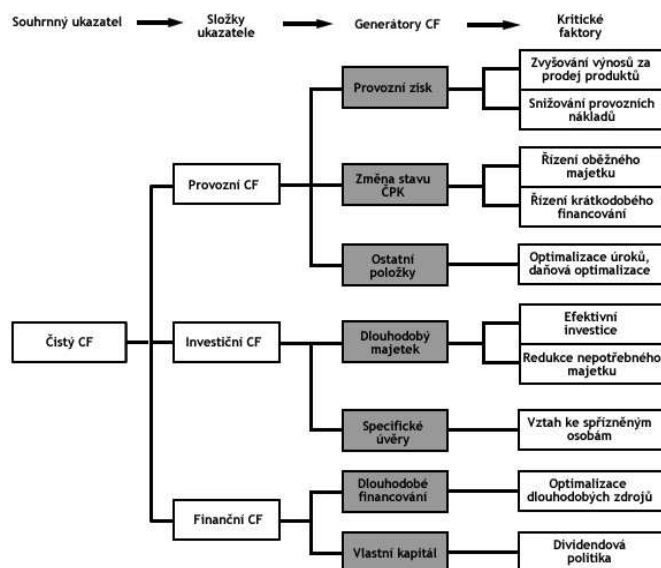 Souhrnný ukazatel
Složky
ukazatele
Generátory CF
Kritické
faktory
Provozní zisk
Zvyšování výnosů za
prodej produktů
Snižování provozních
nákladů
Provozní CF
Změna stavu
ČPK
Řízení oběžného
majetku
Řízení krátkodobého
financování
Ostatní
položky
Optimalizace úroků,
daňová optimalizace
Čistý CF
Investiční CF
Dlouhodobý
majetek
Efektivní
investice
Redukce nepotřebného
majetku
Specifické
úvěry
Vztah ke spřízněným
osobám
Finanční CF
Dlouhodobé
financování
Optimalizace
dlouhodobých zdrojů
Vlastní kapitál
Dividendová
politika